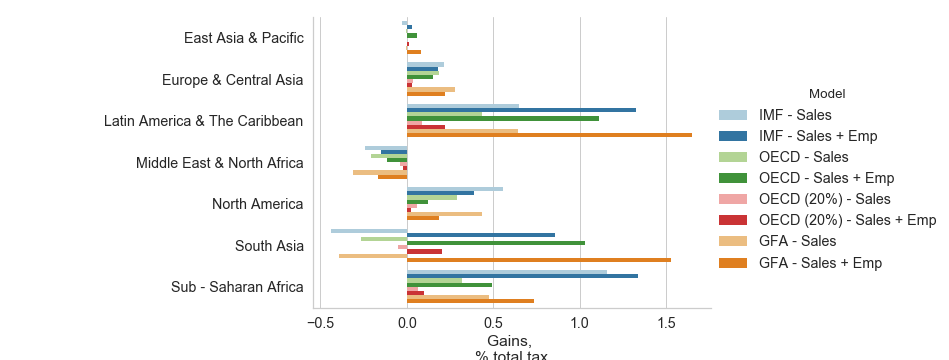 East Asia & Pacific
Europe & Central Asia
Latin America & The Caribbean
Middle East & North Africa
North America
South Asia
Sub - Saharan Africa
−0.5 0.0 0.5 1.0 1.5
Gains,
% total tax
Model
IMF - Sales
IMF - Sales + Emp
OECD - Sales
OECD - Sales + Emp
OECD (20%) - Sales
OECD (20%) - Sales + Emp
GFA - Sales
GFA - Sales + Emp